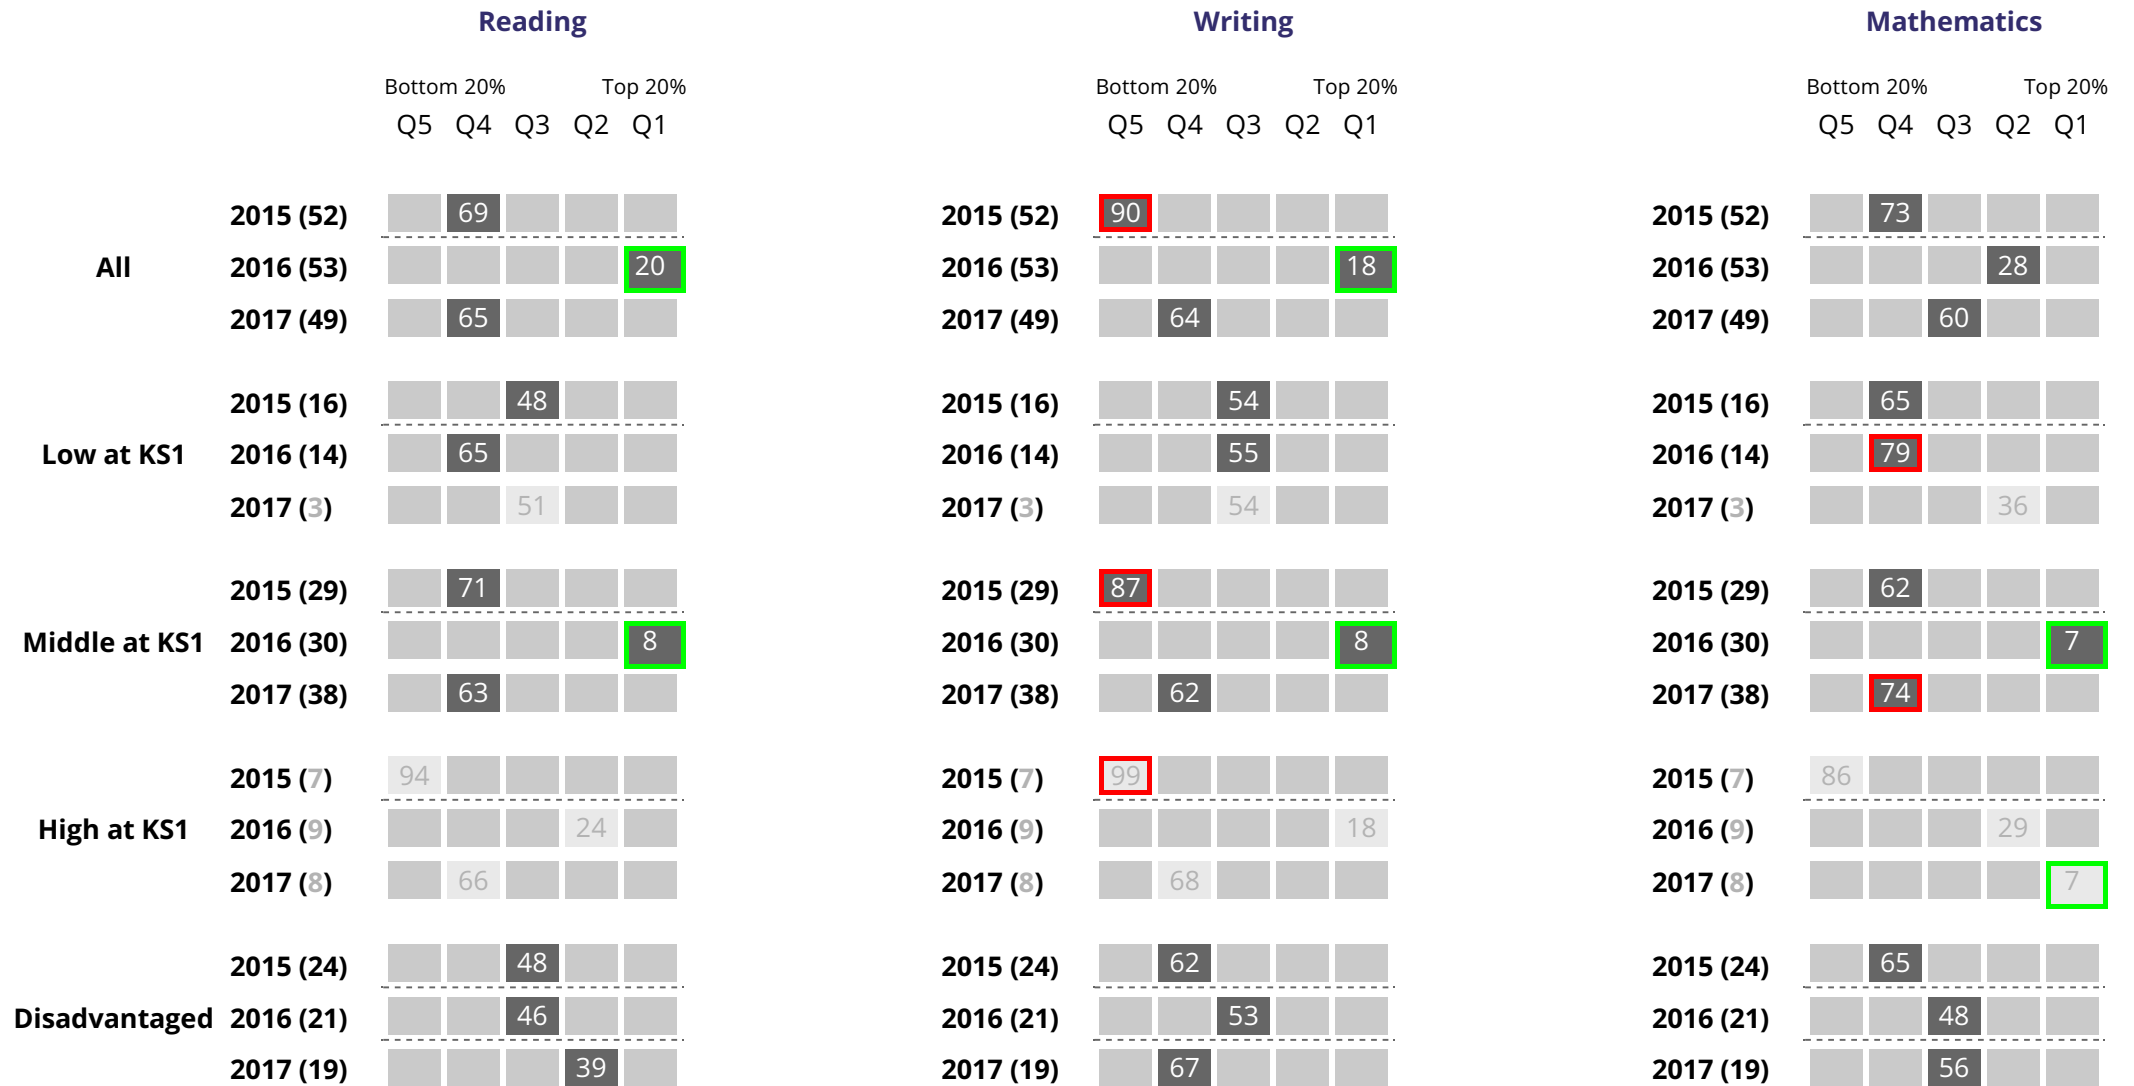 Reading Writing Mathematics
Bottom 20% Top 20% Bottom 20% Top 20% Bottom 20% Top 20%
Q5 Q4 Q3 Q2 Q1 Q5 Q4 Q3 Q2 Q1 Q5 Q4 Q3 Q2 Q1
2015 (52) 69 2015 (52) 90 2015 (52) 73
All 2016 (53) 20 2016 (53) 18 2016 (53) 28
2017 (49) 65 2017 (49) 64 2017 (49) 60
2015 (16) 48 2015 (16) 54 2015 (16) 65
Low at KS1 2016 (14) 65 2016 (14) 55 2016 (14) 79
2017 (3) 51 2017 (3) 54 2017 (3) 36
2015 (29) 71 2015 (29) 87 2015 (29) 62
Middle at KS1 2016 (30) 8 2016 (30) 8 2016 (30) 7
2017 (38) 63 2017 (38) 62 2017 (38) 74
2015 (7) 94 2015 (7) 99 2015 (7) 86
High at KS1 2016 (9) 24 2016 (9) 18 2016 (9) 29
2017 (8) 66 2017 (8) 68 2017 (8) 7
2015 (24) 48 2015 (24) 62 2015 (24) 65
Disadvantaged 2016 (21) 46 2016 (21) 53 2016 (21) 48
2017 (19) 39 2017 (19) 67 2017 (19) 56